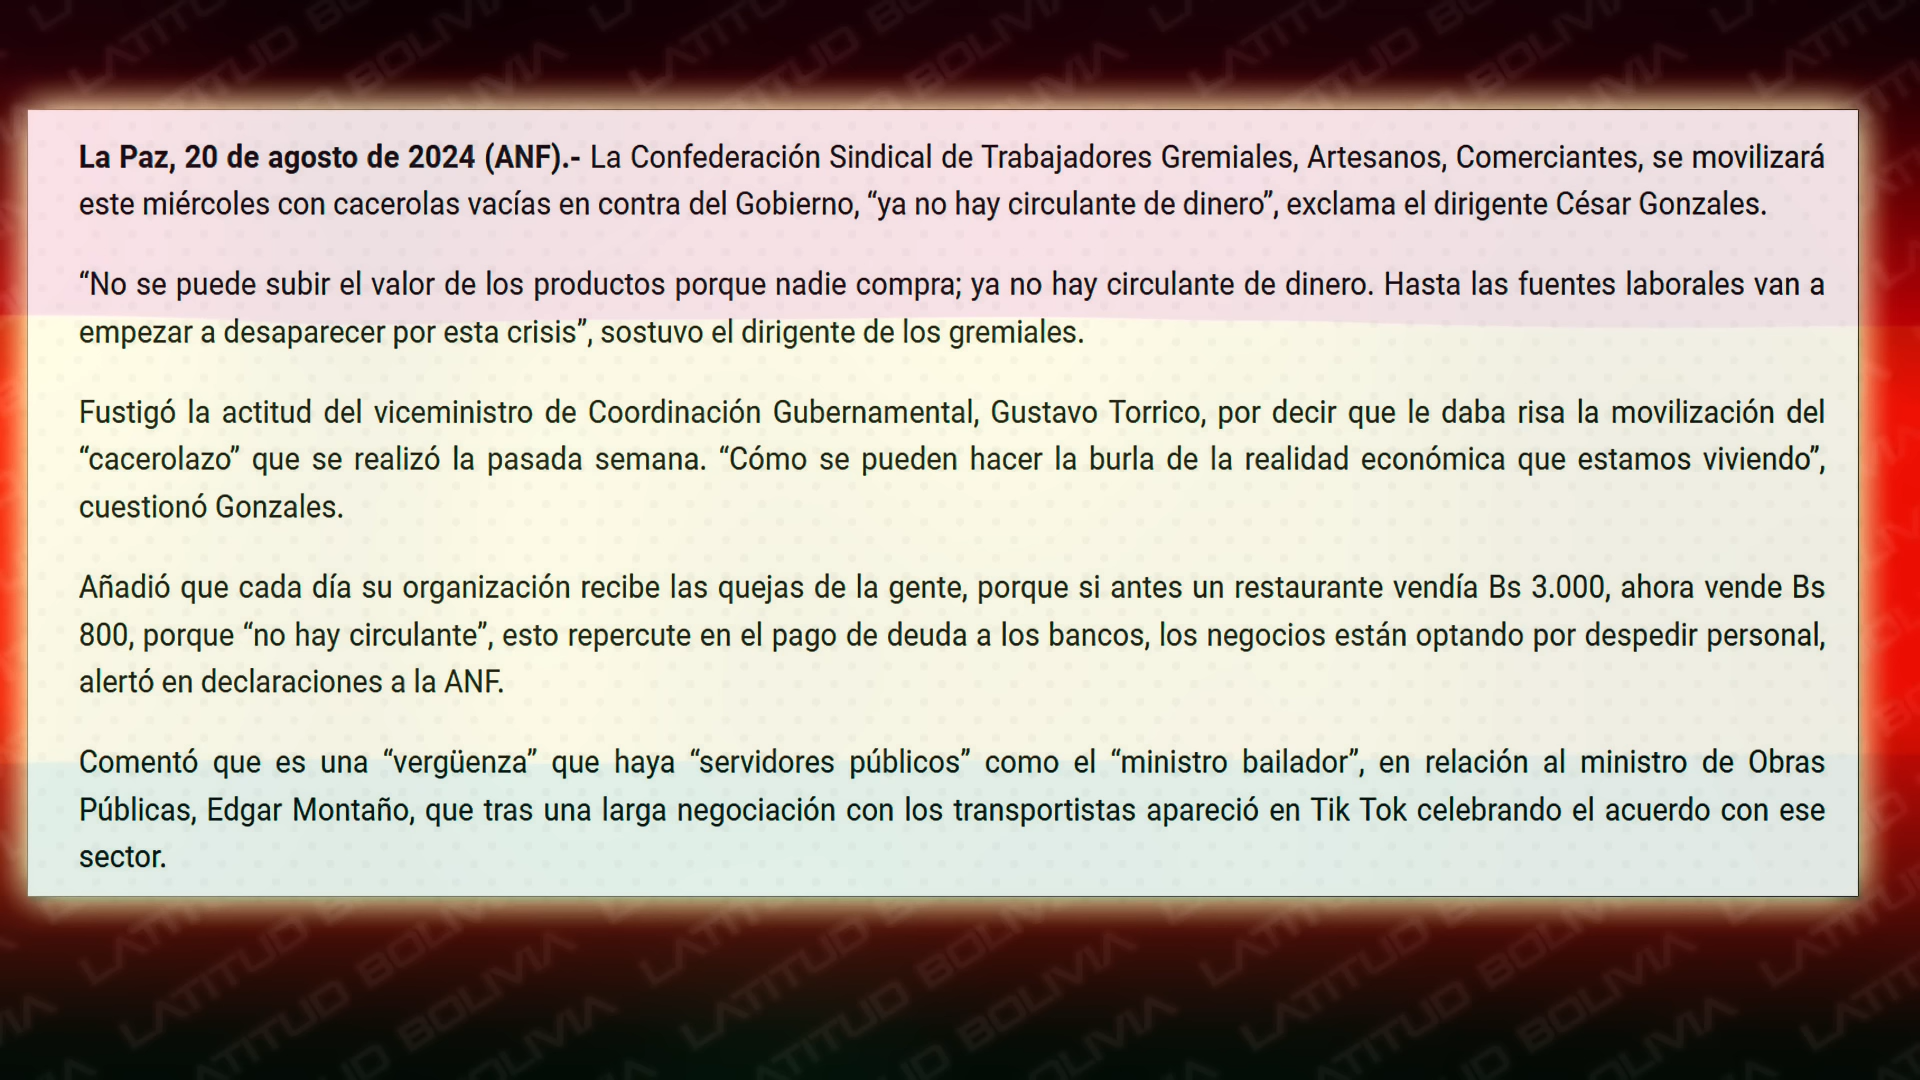 La Paz, 20 de agosto de 2024 (ANF).- La Confederación Sindical de Trabajadores Gremiales, Artesanos, Comerciantes, se movilizará
este miércoles con cacerolas vacías en contra del Gobierno, “ya no hay circulante de dinero”, exclama el dirigente César Gonzales.
“No se puede subir el valor de los productos porque nadie compra; ya no hay circulante de dinero. Hasta las fuentes laborales van a
empezar a desaparecer por esta crisis”, sostuvo el dirigente de los gremiales.
Fustigó la actitud del viceministro de Coordinación Gubernamental, Gustavo Torrico, por decir que le daba risa la movilización del
“cacerolazo” que se realizó la pasada semana. “Cómo se pueden hacer la burla de la realidad económica que estamos viviendo”,
cuestionó Gonzales.
Añadió que cada día su organización recibe las quejas de la gente, porque si antes un restaurante vendía Bs 3.000, ahora vende Bs
800, porque “no hay circulante”, esto repercute en el pago de deuda a los bancos, los negocios están optando por despedir personal,
alertó en declaraciones a la ANF.
Comentó que es una “vergüenza” que haya “servidores públicos” como el “ministro bailador”, en relación al ministro de Obras
Públicas, Edgar Montaño, que tras una larga negociación con los transportistas apareció en Tik Tok celebrando el acuerdo con ese
sector.
LATITUD BOLIVIA